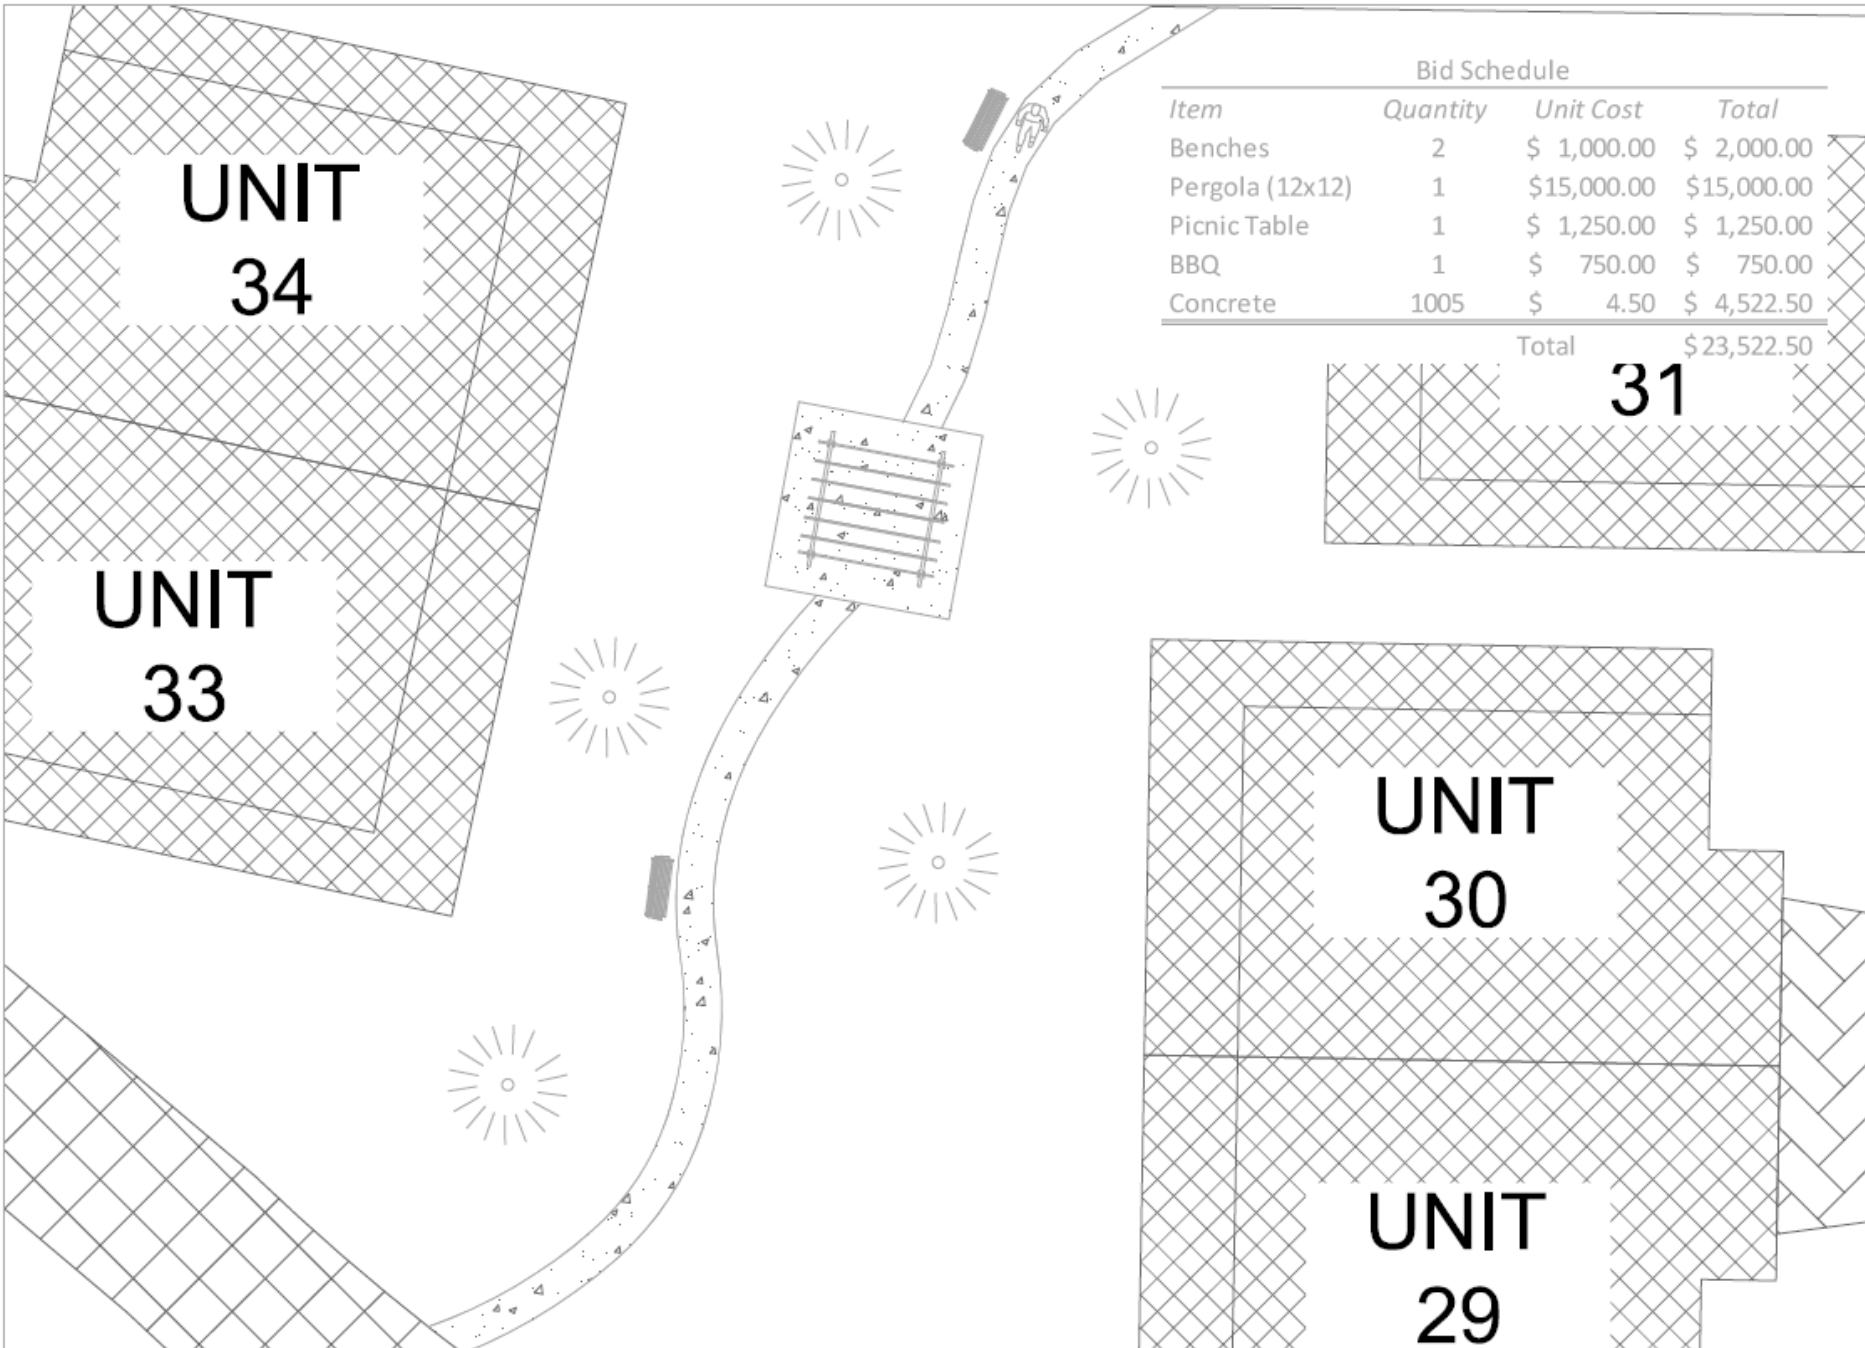 UNIT
34
UNIT
33
Bid Schedule
Item Quantity Unit Cost Total
Benches 2 $ 1,000.00 $ 2,000.00
Pergola (12x12) 1 $15,000.00 $15,000.00
Picnic Table 1 $ 1,250.00 $ 1,250.00
BBQ 1 $ 750.00 $ 750.00
Concrete 1005 $ 4.50 $ 4,522.50
Total $23,522.50
31
UNIT
30
UNIT
29